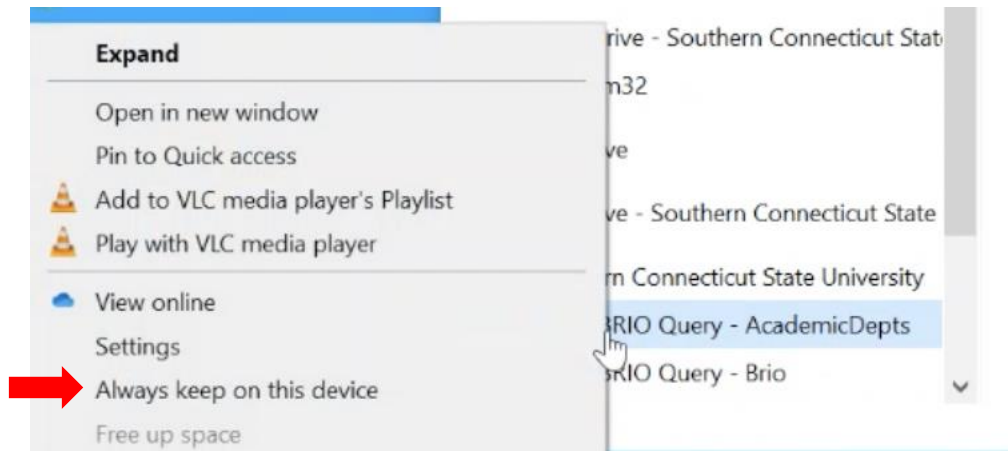 Expand
Open in new window
Pin to Quick access
Add to VLC media player's Playlist
Play with VLC media player
View online
Settings
Always keep on this device
Free up space
rive - Southern Connecticut Stat
m32
ve
ve - Southern Connecticut State
rn Connecticut State University
BRIO Query - AcademicDepts
BRIO Query - Brio